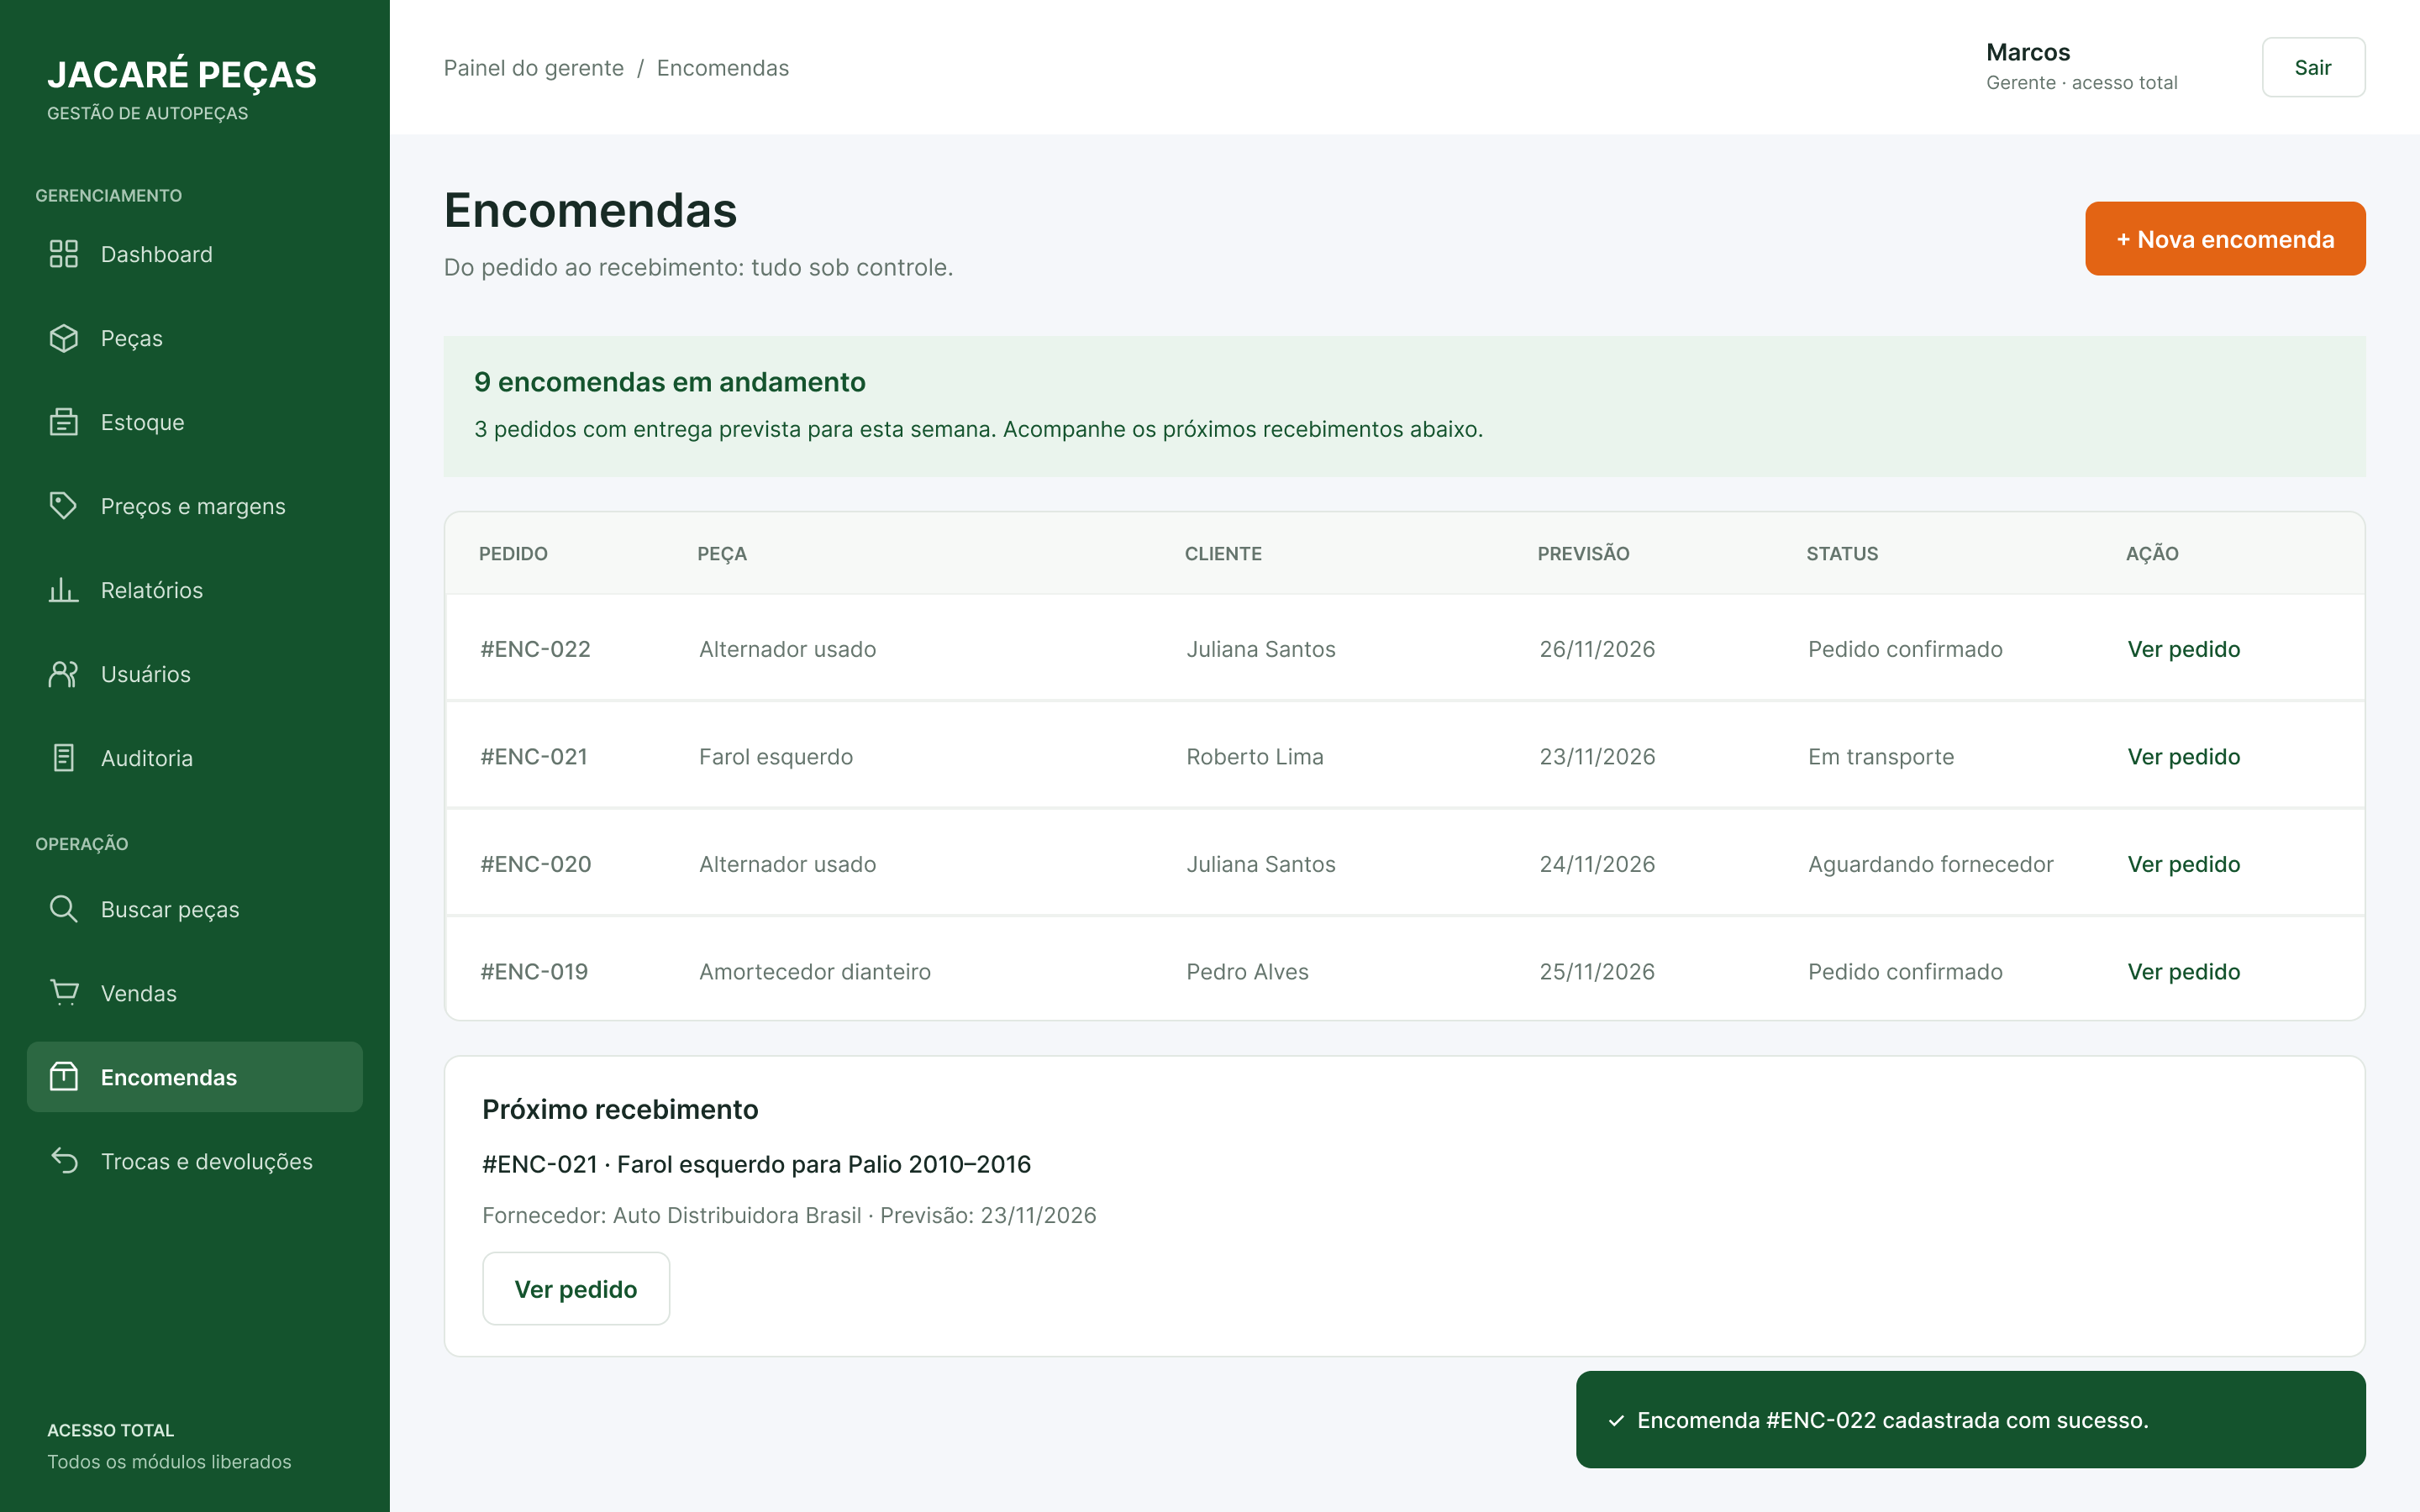 JACARÉ PEÇAS
GESTÃO DE AUTOPEÇAS
GERENCIAMENTO
Dashboard
Peças
Estoque
Preços e margens
Relatórios
Usuários
Auditoria
OPERAÇÃO
Buscar peças
Vendas
Encomendas
Trocas e devoluções
ACESSO TOTAL
Todos os módulos liberados
Painel do gerente / Encomendas
Marcos
Gerente · acesso total
Sair
Encomendas
Do pedido ao recebimento: tudo sob controle.
+ Nova encomenda
9 encomendas em andamento
3 pedidos com entrega prevista para esta semana. Acompanhe os próximos recebimentos abaixo.
PEDIDO PEÇA CLIENTE PREVISÃO STATUS AÇÃO
#ENC-022 Alternador usado Juliana Santos 26/11/2026 Pedido confirmado Ver pedido
#ENC-021 Farol esquerdo Roberto Lima 23/11/2026 Em transporte Ver pedido
#ENC-020 Alternador usado Juliana Santos 24/11/2026 Aguardando fornecedor Ver pedido
#ENC-019 Amortecedor dianteiro Pedro Alves 25/11/2026 Pedido confirmado Ver pedido
Próximo recebimento
#ENC-021 · Farol esquerdo para Palio 2010–2016
Fornecedor: Auto Distribuidora Brasil · Previsão: 23/11/2026
Ver pedido
✓ Encomenda #ENC-022 cadastrada com sucesso.